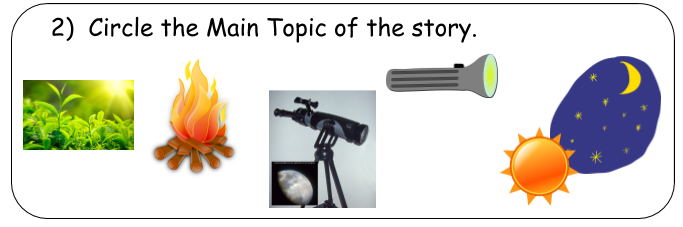 2) Circle the Main Topic of the story.